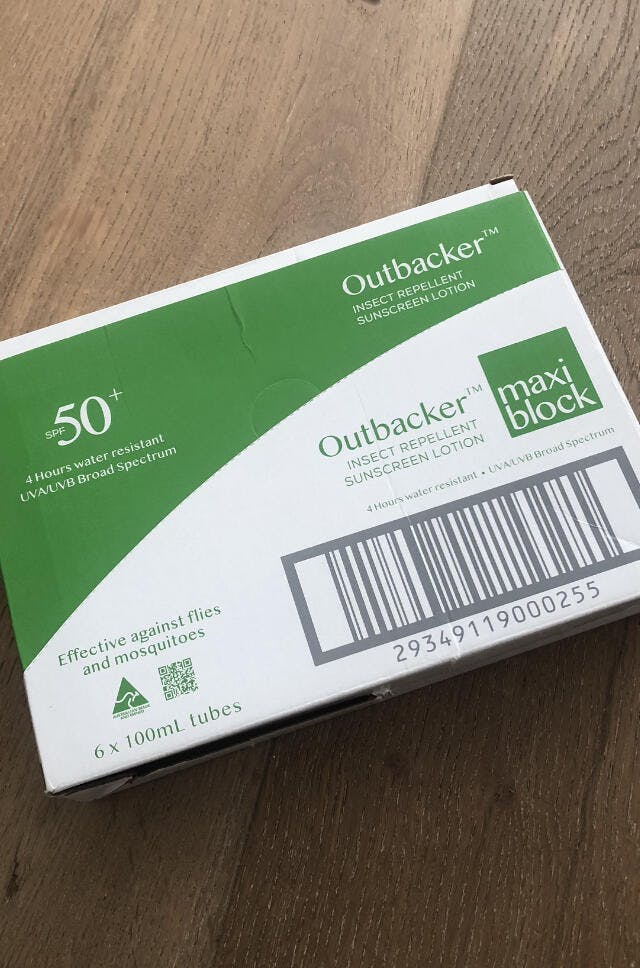 Outbacker™
INSECT REPELLENT
SUNSCREEN LOTION
SPF 50+
4 Hours water resistant
UVA/UVB Broad Spectrum
Outbacker™
INSECT REPELLENT
SUNSCREEN LOTION
maxi
block
4 Hours water resistant • UVA/UVB Broad Spectrum
29349119000255
Effective against flies
and mosquitoes
6 x 100mL tubes